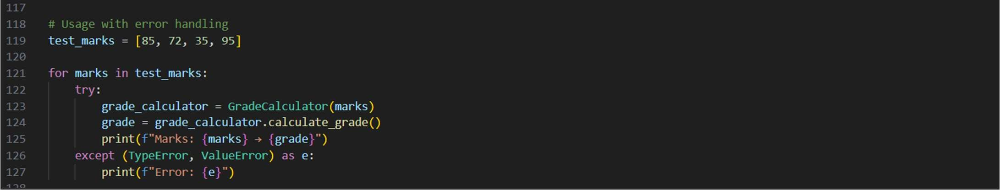 117
118 # Usage with error handling
119 test_marks = [85, 72, 35, 95]
120
121 for marks in test_marks:
122     try:
123         grade_calculator = GradeCalculator(marks)
124         grade = grade_calculator.calculate_grade()
125         print(f"Marks: {marks} → {grade}")
126     except (TypeError, ValueError) as e:
127         print(f"Error: {e}")
128